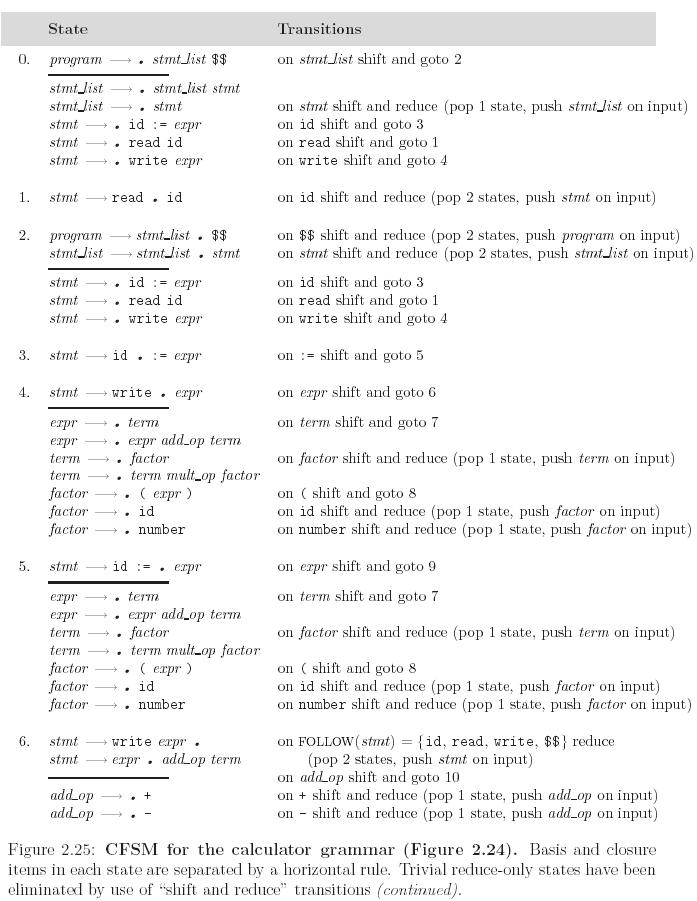 State Transitions
0. program ⟶ . stmt_list $$ on stmt_list shift and goto 2
stmt_list ⟶ . stmt_list stmt
stmt_list ⟶ . stmt on stmt shift and reduce (pop 1 state, push stmt_list on input)
stmt ⟶ . id := expr on id shift and goto 3
stmt ⟶ . read id on read shift and goto 1
stmt ⟶ . write expr on write shift and goto 4
1. stmt ⟶ read . id on id shift and reduce (pop 2 states, push stmt on input)
2. program ⟶ stmt_list . $$ on $$ shift and reduce (pop 2 states, push program on input)
stmt_list ⟶ stmt_list . stmt on stmt shift and reduce (pop 2 states, push stmt_list on input)
stmt ⟶ . id := expr on id shift and goto 3
stmt ⟶ . read id on read shift and goto 1
stmt ⟶ . write expr on write shift and goto 4
3. stmt ⟶ id . := expr on := shift and goto 5
4. stmt ⟶ write . expr on expr shift and goto 6
expr ⟶ . term on term shift and goto 7
expr ⟶ . expr add_op term
term ⟶ . factor on factor shift and reduce (pop 1 state, push term on input)
term ⟶ . term mult_op factor
factor ⟶ . ( expr ) on ( shift and goto 8
factor ⟶ . id on id shift and reduce (pop 1 state, push factor on input)
factor ⟶ . number on number shift and reduce (pop 1 state, push factor on input)
5. stmt ⟶ id := . expr on expr shift and goto 9
expr ⟶ . term on term shift and goto 7
expr ⟶ . expr add_op term
term ⟶ . factor on factor shift and reduce (pop 1 state, push term on input)
term ⟶ . term mult_op factor
factor ⟶ . ( expr ) on ( shift and goto 8
factor ⟶ . id on id shift and reduce (pop 1 state, push factor on input)
factor ⟶ . number on number shift and reduce (pop 1 state, push factor on input)
6. stmt ⟶ write expr . on FOLLOW(stmt) = {id, read, write, $$} reduce
stmt ⟶ expr . add_op term (pop 2 states, push stmt on input)
on add_op shift and goto 10
add_op ⟶ . + on + shift and reduce (pop 1 state, push add_op on input)
add_op ⟶ . - on - shift and reduce (pop 1 state, push add_op on input)
Figure 2.25: CFSM for the calculator grammar (Figure 2.24). Basis and closure
items in each state are separated by a horizontal rule. Trivial reduce-only states have been
eliminated by use of “shift and reduce” transitions (continued).